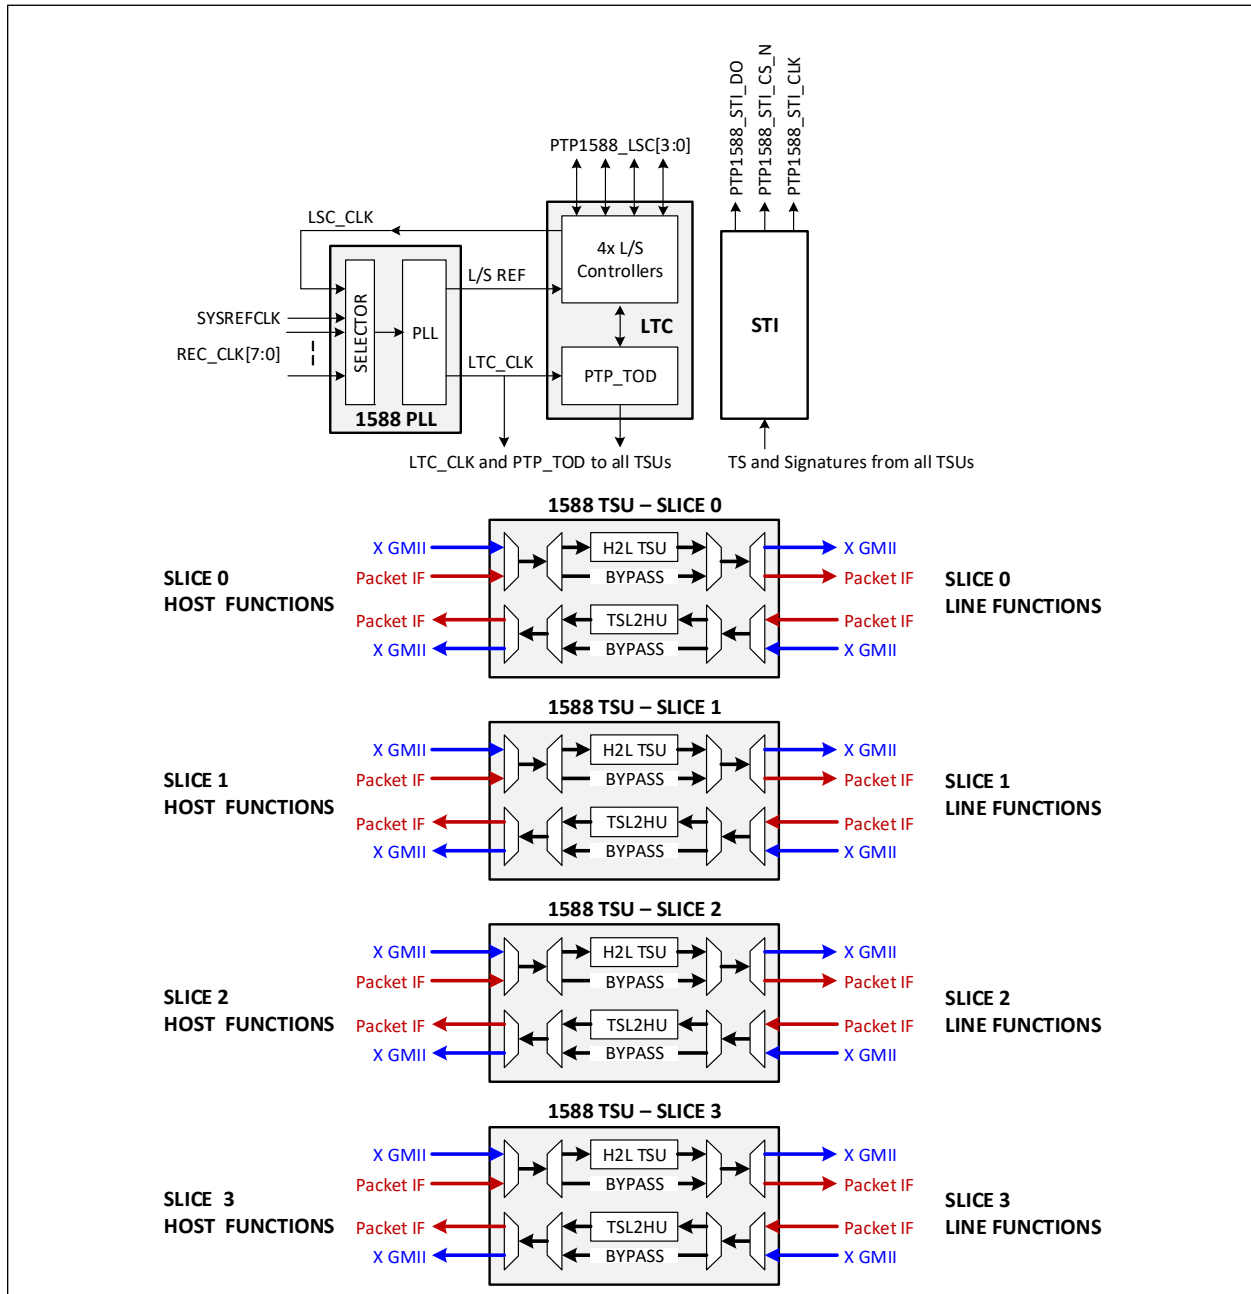 PTP1588_STI_DO
PTP1588_STI_CS_N
PTP1588_STI_CLK
PTP1588_LSC[3:0]
LSC_CLK
4x L/S
Controllers
L/S REF
SYSREFCLK
REC_CLK[7:0]
SELECTOR
PLL
LTC
STI
LTC_CLK
PTP_TOD
1588 PLL
LTC_CLK and PTP_TOD to all TSUs
TS and Signatures from all TSUs
1588 TSU – SLICE 0
X GMII
H2L TSU
X GMII
Packet IF
BYPASS
Packet IF
SLICE 0
HOST FUNCTIONS
SLICE 0
LINE FUNCTIONS
Packet IF
TSL2HU
Packet IF
X GMII
BYPASS
X GMII
1588 TSU – SLICE 1
X GMII
H2L TSU
X GMII
Packet IF
BYPASS
Packet IF
SLICE 1
HOST FUNCTIONS
SLICE 1
LINE FUNCTIONS
Packet IF
TSL2HU
Packet IF
X GMII
BYPASS
X GMII
1588 TSU – SLICE 2
X GMII
H2L TSU
X GMII
Packet IF
BYPASS
Packet IF
SLICE 2
HOST FUNCTIONS
SLICE 2
LINE FUNCTIONS
Packet IF
TSL2HU
Packet IF
X GMII
BYPASS
X GMII
1588 TSU – SLICE 3
X GMII
H2L TSU
X GMII
Packet IF
BYPASS
Packet IF
SLICE 3
HOST FUNCTIONS
SLICE 3
LINE FUNCTIONS
Packet IF
TSL2HU
Packet IF
X GMII
BYPASS
X GMII